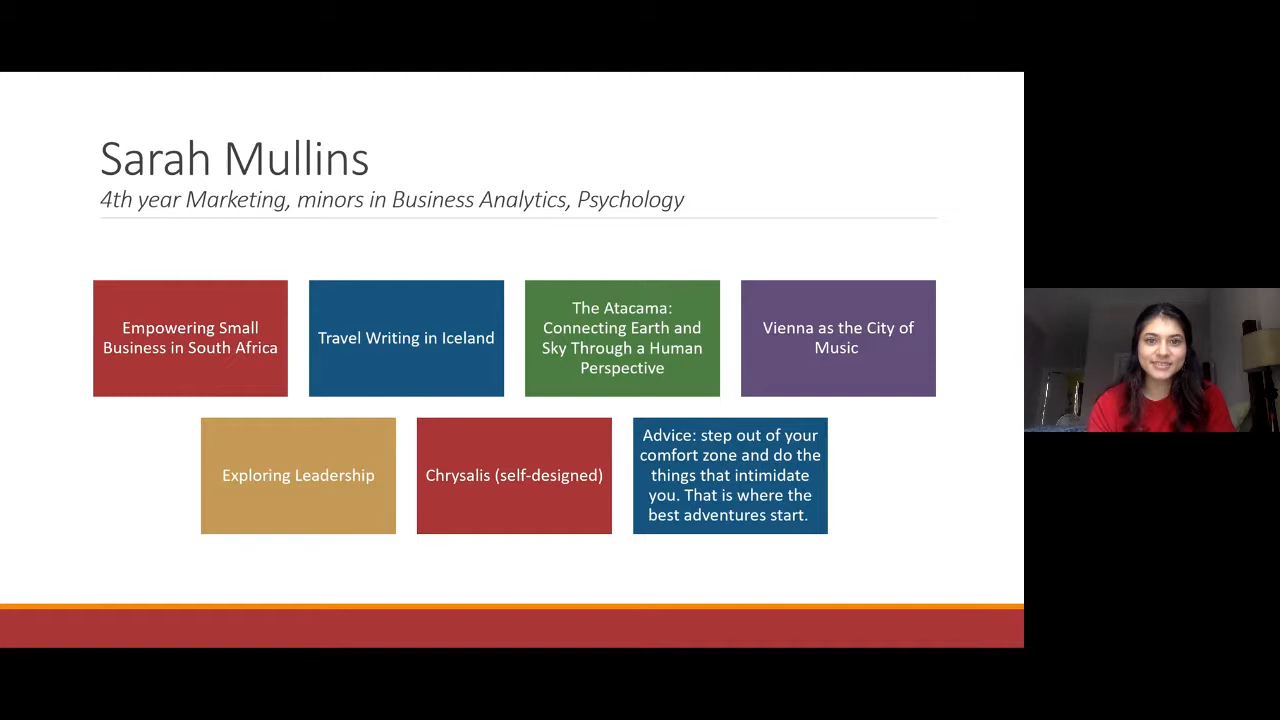 Sarah Mullins
4th year Marketing, minors in Business Analytics, Psychology
Empowering Small
Business in South Africa
Travel Writing in Iceland
The Atacama:
Connecting Earth and
Sky Through a Human
Perspective
Vienna as the City of
Music
Exploring Leadership
Chrysalis (self-designed)
Advice: step out of your
comfort zone and do the
things that intimidate
you. That is where the
best adventures start.